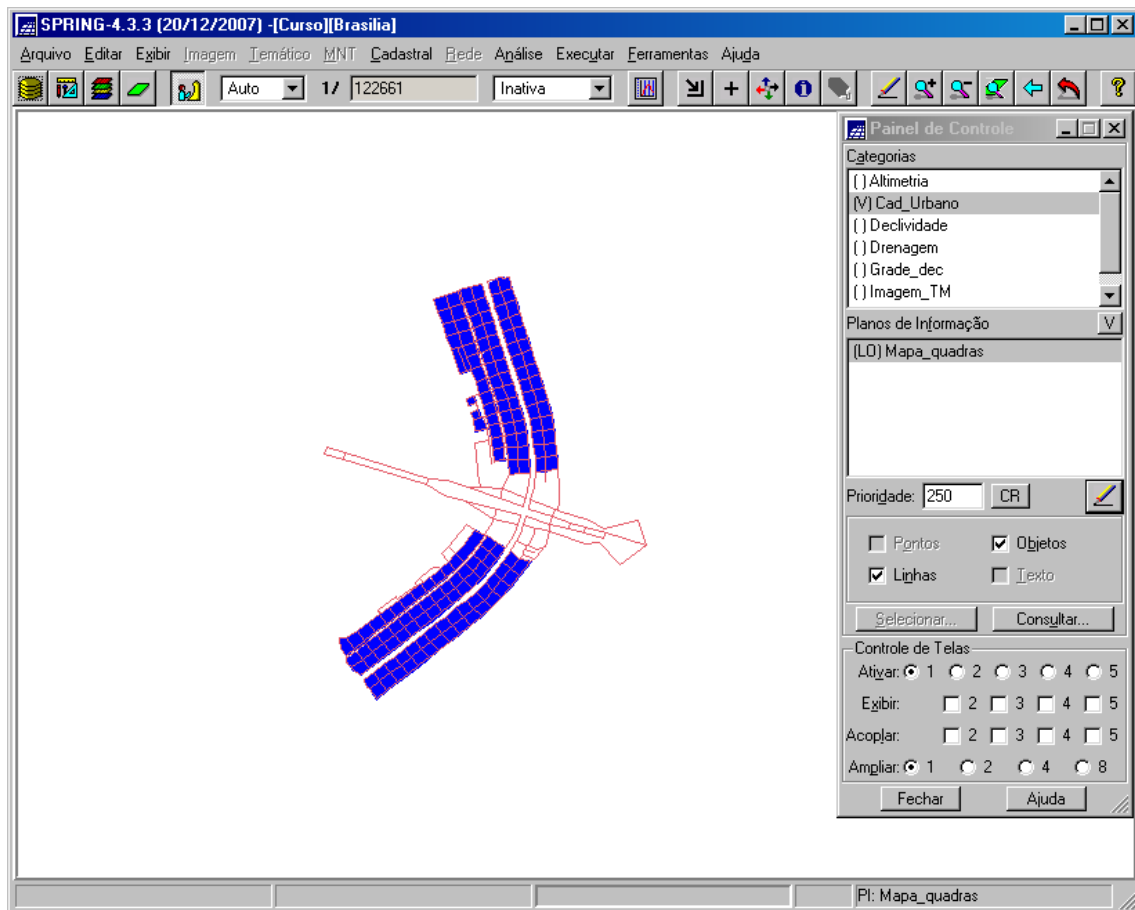 SPRING-4.3.3 (20/12/2007) -[Curso][Brasilia]
Arquivo Editar Exibir Imagem Temático MNT Cadastral Rede Análise Executar Ferramentas Ajuda
Auto 1/ 122661 Inativa
Painel de Controle
Categorias
( ) Altimetria
(V) Cad_Urbano
( ) Declividade
( ) Drenagem
( ) Grade_dec
( ) Imagem_TM
Planos de Informação V
(LO) Mapa_quadras
Prioridade: 250 CR
Pontos Objetos
Linhas Texto
Selecionar... Consultar...
Controle de Telas
Ativar: 1 2 3 4 5
Exibir: 2 3 4 5
Acoplar: 2 3 4 5
Ampliar: 1 2 4 8
Fechar Ajuda
PI: Mapa_quadras